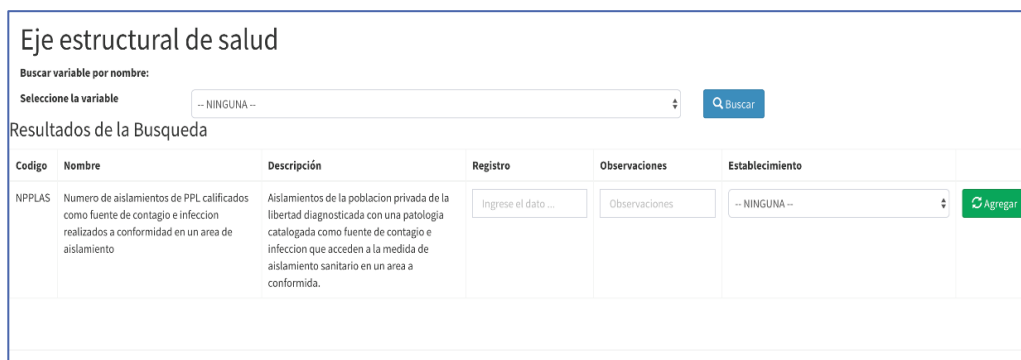 Eje estructural de salud
Buscar variable por nombre:
Seleccione la variable
-- NINGUNA --
Buscar
Resultados de la Busqueda
Codigo Nombre Descripción Registro Observaciones Establecimiento
NPPLAS
Numero de aislamientos de PPL calificados
como fuente de contagio e infeccion
realizados a conformidad en un area de
aislamiento
Aislamientos de la poblacion privada de la
libertad diagnosticada con una patologia
catalogada como fuente de contagio e
infeccion que acceden a la medida de
aislamiento sanitario en un area a
conformida.
Ingrese el dato ...
Observaciones
-- NINGUNA --
Agregar